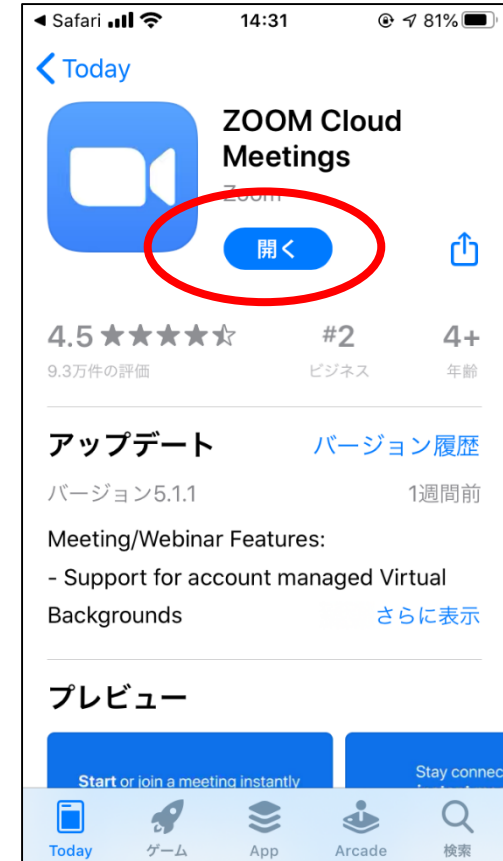 ◀ Safari 14:31 81%
Today
ZOOM Cloud
Meetings
Zoom
開く
4.5 #2 4+
9.3万件の評価 ビジネス 年齢
アップデート バージョン履歴
バージョン5.1.1 1週間前
Meeting/Webinar Features:
- Support for account managed Virtual
Backgrounds さらに表示
プレビュー
Start or join a meeting instantly
Stay connec
Today ゲーム App Arcade 検索